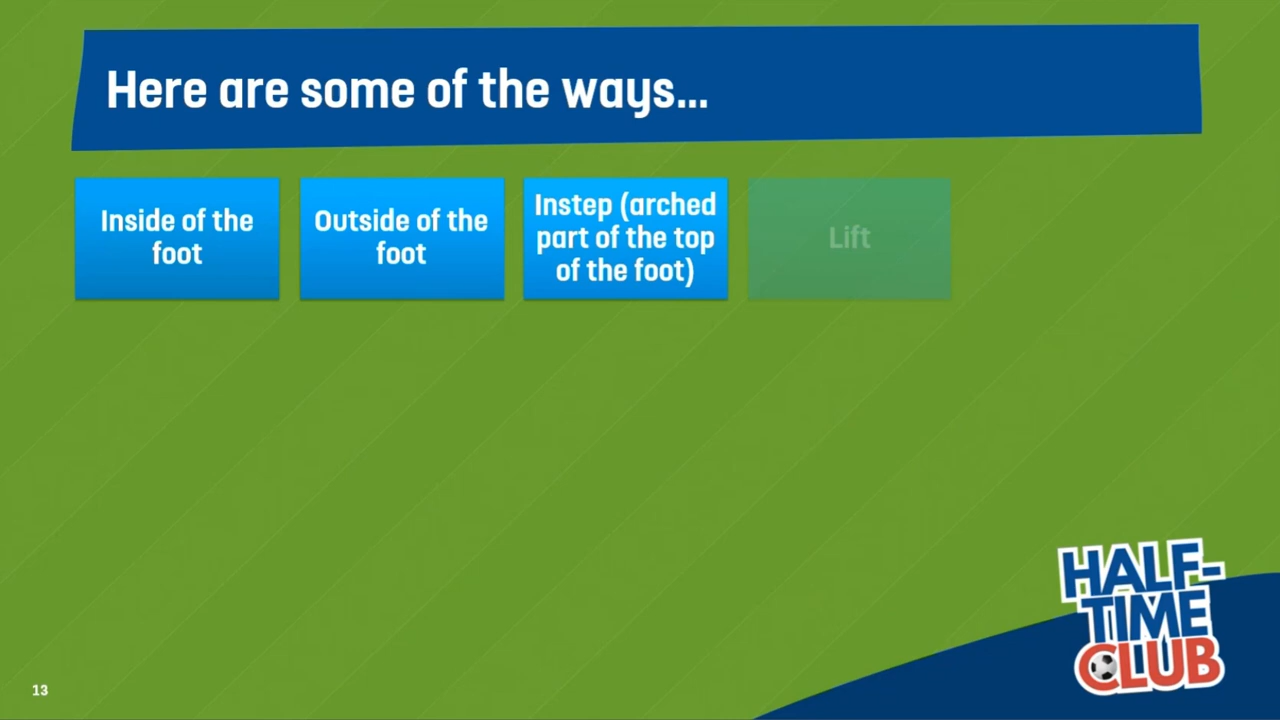 Here are some of the ways...
Inside of the
foot
Outside of the
foot
Instep (arched
part of the top
of the foot)
Lift
HALF-
TIME
CLUB
13